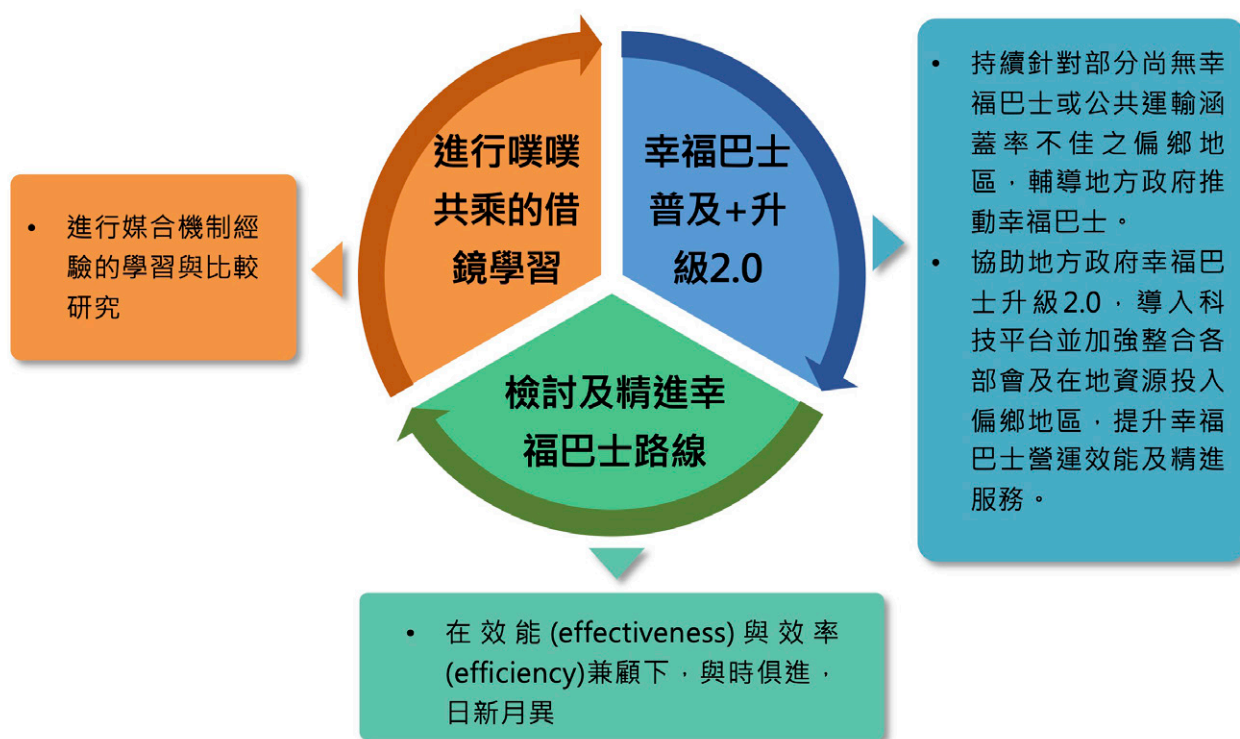 進行噗噗
共乘的借
鏡學習
幸福巴士
普及+升
級2.0
檢討及精進幸
福巴士路線
• 進行媒合機制經
驗的學習與比較
研究
• 持續針對部分尚無幸
福巴士或公共運輸涵
蓋率不佳之偏鄉地
區，輔導地方政府推
動幸福巴士。
• 協助地方政府幸福巴
士升級2.0，導入科
技平台並加強整合各
部會及在地資源投入
偏鄉地區，提升幸福
巴士營運效能及精進
服務。
• 在效能(effectiveness)與效率
(efficiency)兼顧下，與時俱進，
日新月異